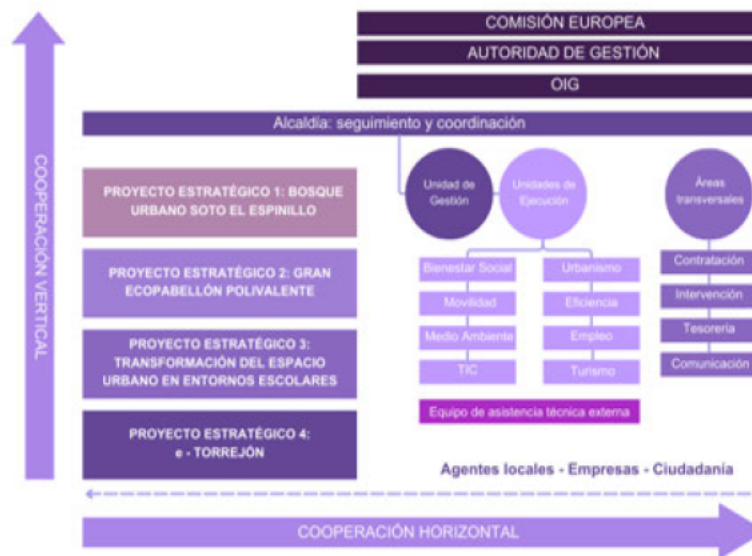 COMISIÓN EUROPEA
AUTORIDAD DE GESTIÓN
OIG
Alcaldía: seguimiento y coordinación
COOPERACIÓN VERTICAL
PROYECTO ESTRATÉGICO 1: BOSQUE
URBANO SOTO EL ESPINILLO
PROYECTO ESTRATÉGICO 2: GRAN
ECOPABELLÓN POLIVALENTE
PROYECTO ESTRATÉGICO 3:
TRANSFORMACIÓN DEL ESPACIO
URBANO EN ENTORNOS ESCOLARES
PROYECTO ESTRATÉGICO 4:
e - TORREJÓN
Unidad de
Gestión
Unidades de
Ejecución
Áreas
transversales
Bienestar Social
Movilidad
Medio Ambiente
TIC
Urbanismo
Eficiencia
Empleo
Turismo
Contratación
Intervención
Tesorería
Comunicación
Equipo de asistencia técnica externa
Agentes locales - Empresas - Ciudadanía
COOPERACIÓN HORIZONTAL